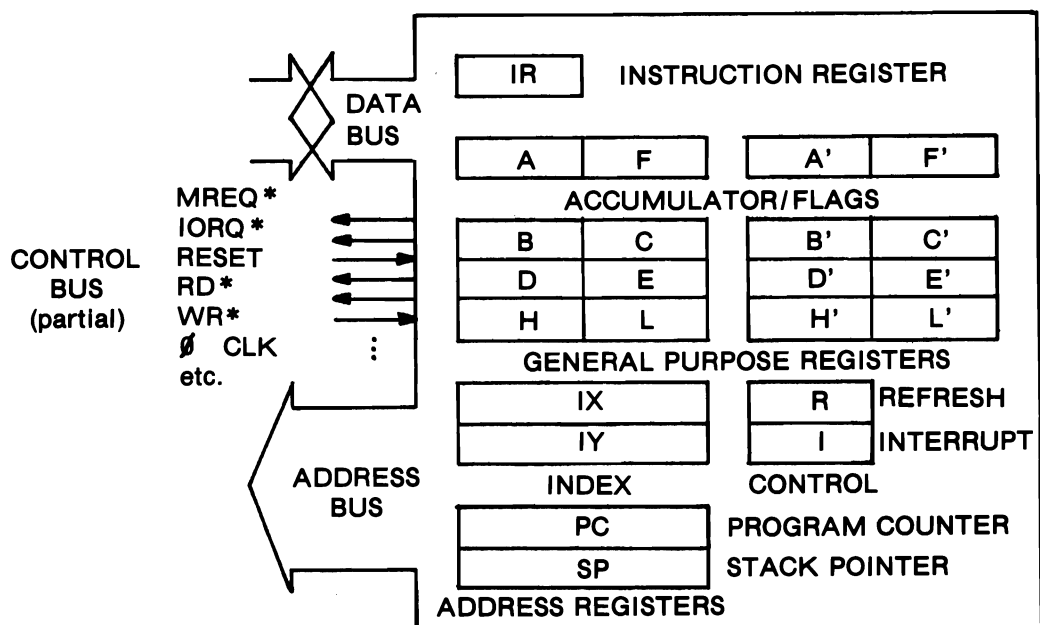 IR INSTRUCTION REGISTER
DATA
BUS
A F A' F'
ACCUMULATOR/FLAGS
MREQ*
IORQ*
RESET
RD*
WR*
Ø CLK
etc.
⋮
CONTROL
BUS
(partial)
B C B' C'
D E D' E'
H L H' L'
GENERAL PURPOSE REGISTERS
IX R REFRESH
IY I INTERRUPT
INDEX CONTROL
ADDRESS
BUS
PC PROGRAM COUNTER
SP STACK POINTER
ADDRESS REGISTERS